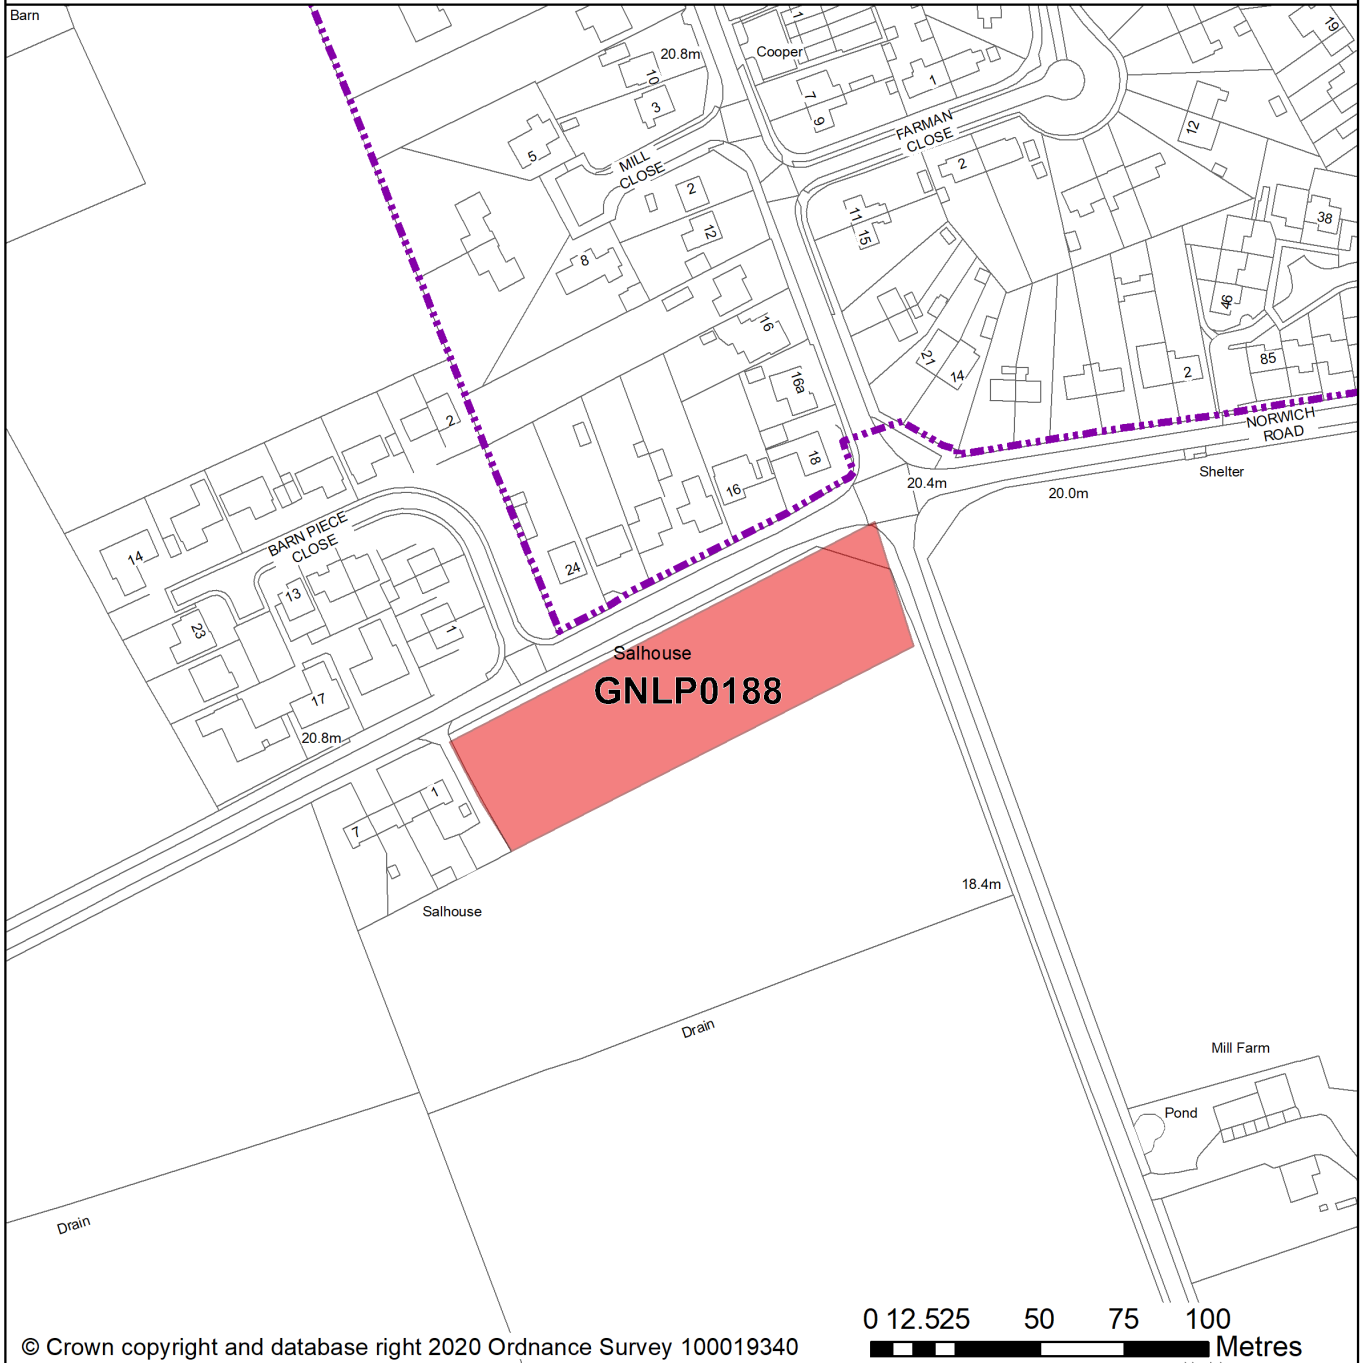 Barn
1
19
Cooper
20.8m
10
3
7
9
1
FARMAN
CLOSE
12
5
MILL
CLOSE
2
2
11
15
38
12
8
46
16
21
14
85
2
16a
2
NORWICH
ROAD
18
16
20.4m
20.0m
Shelter
BARN PIECE
CLOSE
14
24
13
23
1
Salhouse
GNLP0188
17
20.8m
1
7
18.4m
Salhouse
Drain
Mill Farm
Pond
Drain
0 12.525 50 75 100
Metres
© Crown copyright and database right 2020 Ordnance Survey 100019340